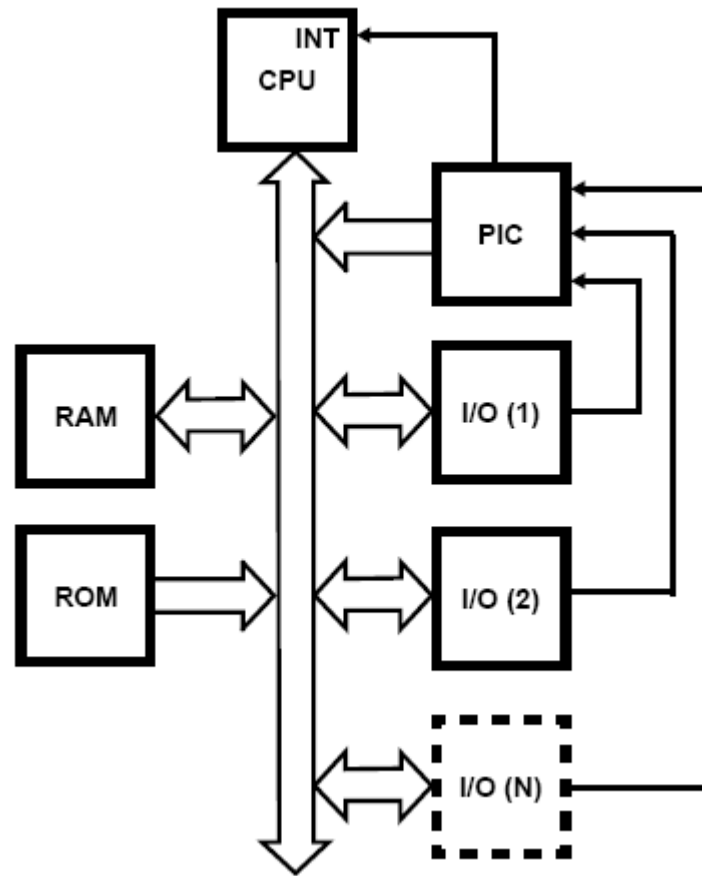 INT
CPU
PIC
RAM
I/O (1)
ROM
I/O (2)
I/O (N)